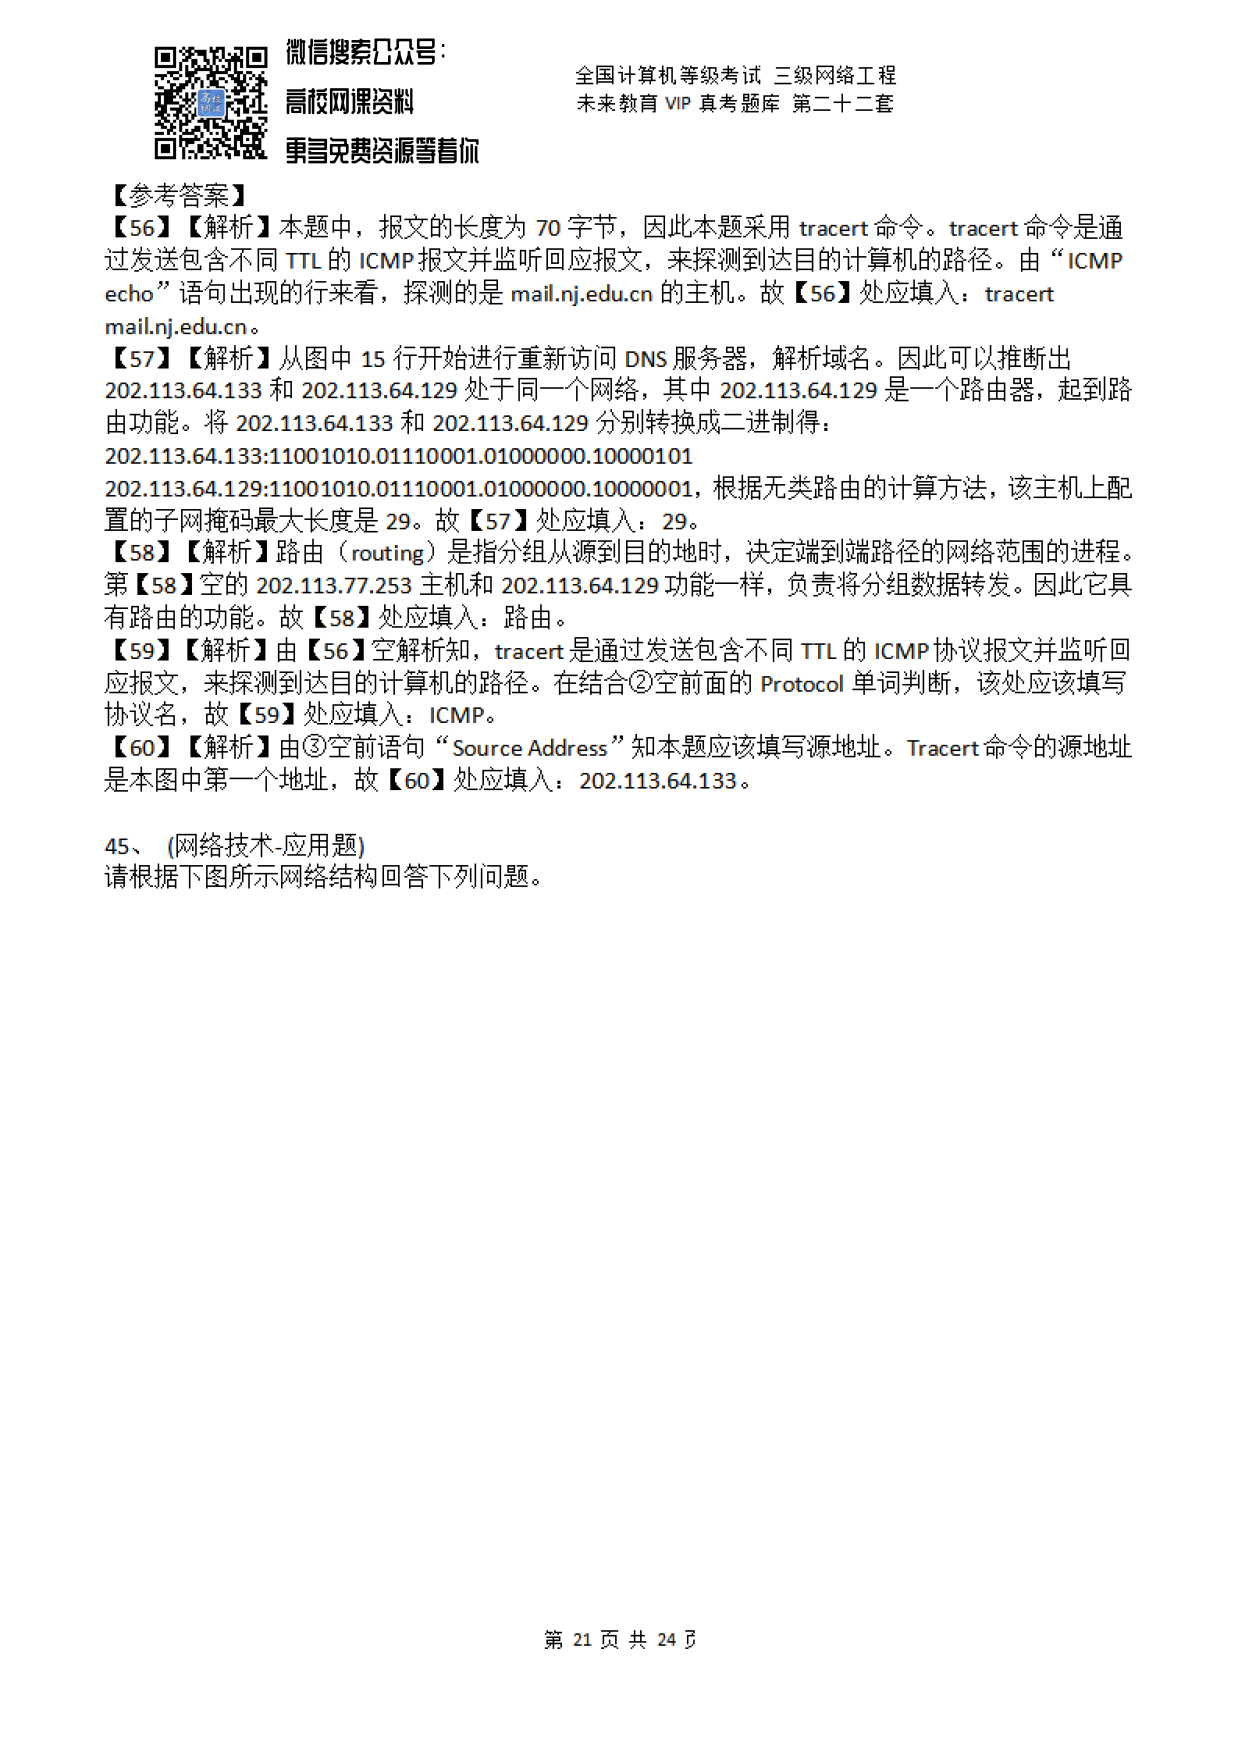 微信搜索公众号：
高校网课资料
更多免费资源等着你
全国计算机等级考试 三级网络工程
未来教育 VIP 真考题库 第二十二套
【参考答案】
【56】【解析】本题中，报文的长度为 70 字节，因此本题采用 tracert 命令。tracert 命令是通
过发送包含不同 TTL 的 ICMP 报文并监听回应报文，来探测到达目的计算机的路径。由“ICMP
echo”语句出现的行来看，探测的是 mail.nj.edu.cn 的主机。故【56】处应填入：tracert
mail.nj.edu.cn。
【57】【解析】从图中 15 行开始进行重新访问 DNS 服务器，解析域名。因此可以推断出
202.113.64.133 和 202.113.64.129 处于同一个网络，其中 202.113.64.129 是一个路由器，起到路
由功能。将 202.113.64.133 和 202.113.64.129 分别转换成二进制得：
202.113.64.133:11001010.01110001.01000000.10000101
202.113.64.129:11001010.01110001.01000000.10000001，根据无类路由的计算方法，该主机上配
置的子网掩码最大长度是 29。故【57】处应填入：29。
【58】【解析】路由（routing）是指分组从源到目的地时，决定端到端路径的网络范围的进程。
第【58】空的 202.113.77.253 主机和 202.113.64.129 功能一样，负责将分组数据转发。因此它具
有路由的功能。故【58】处应填入：路由。
【59】【解析】由【56】空解析知，tracert 是通过发送包含不同 TTL 的 ICMP 协议报文并监听回
应报文，来探测到达目的计算机的路径。在结合②空前面的 Protocol 单词判断，该处应该填写
协议名，故【59】处应填入：ICMP。
【60】【解析】由③空前语句“Source Address”知本题应该填写源地址。Tracert 命令的源地址
是本图中第一个地址，故【60】处应填入：202.113.64.133。
45、 (网络技术-应用题)
请根据下图所示网络结构回答下列问题。
第 21 页 共 24 页